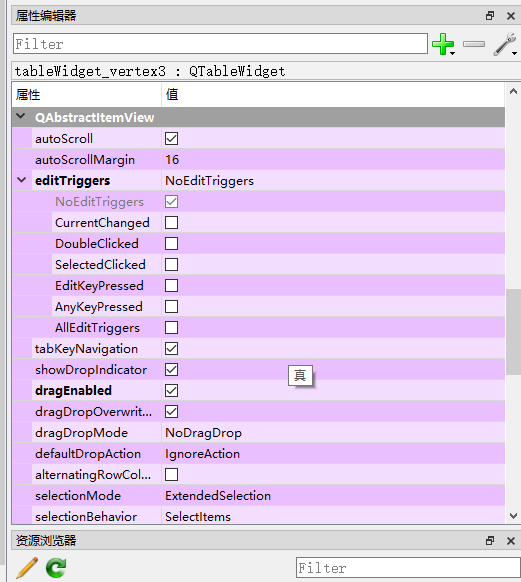 属性编辑器
Filter
tableWidget_vertex3 : QTableWidget
属性 值
QAbstractItemView
autoScroll
autoScrollMargin 16
editTriggers NoEditTriggers
NoEditTriggers
CurrentChanged
DoubleClicked
SelectedClicked
EditKeyPressed
AnyKeyPressed
AllEditTriggers
tabKeyNavigation
showDropIndicator
真
dragEnabled
dragDropOverwrit...
dragDropMode NoDragDrop
defaultDropAction IgnoreAction
alternatingRowCol...
selectionMode ExtendedSelection
selectionBehavior SelectItems
资源浏览器
Filter